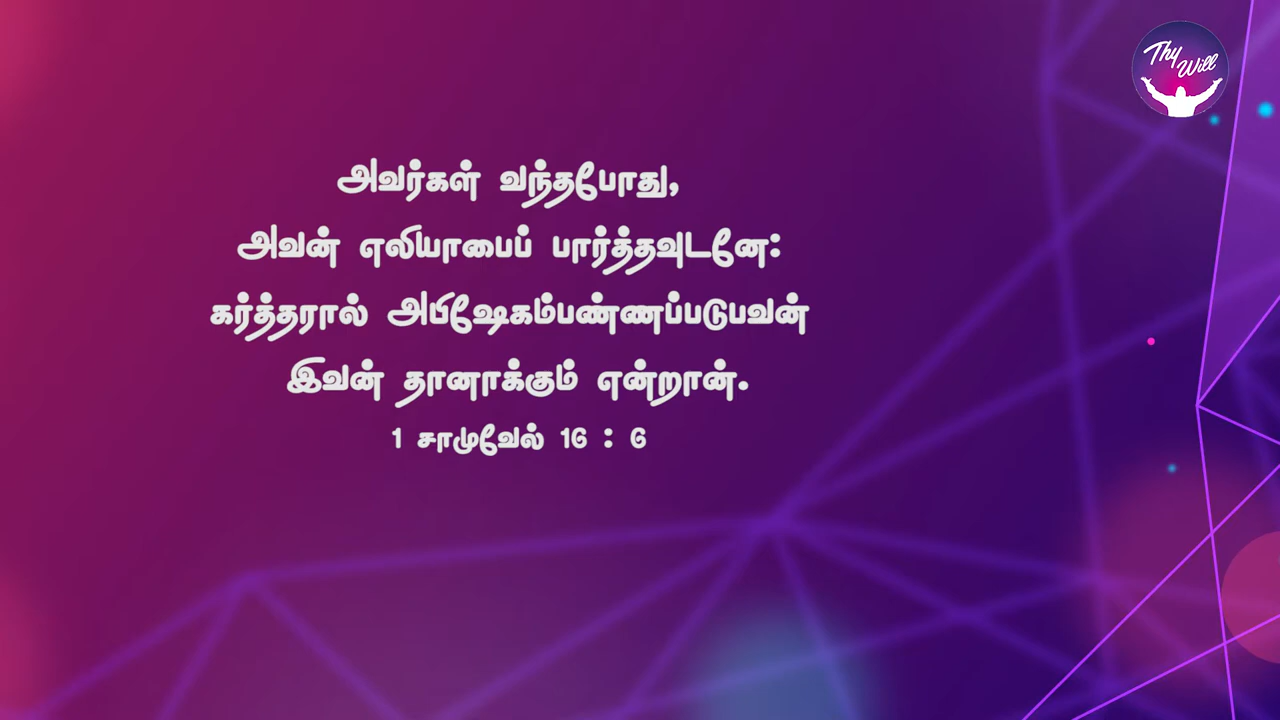 Thy Will
அவர்கள் வந்தபோது,
அவன் எலியாபைப் பார்த்தவுடனே:
கர்த்தரால் அபிஷேகம்பண்ணப்படுபவன்
இவன் தானாக்கும் என்றான்.
1 சாமுவேல் 16 : 6